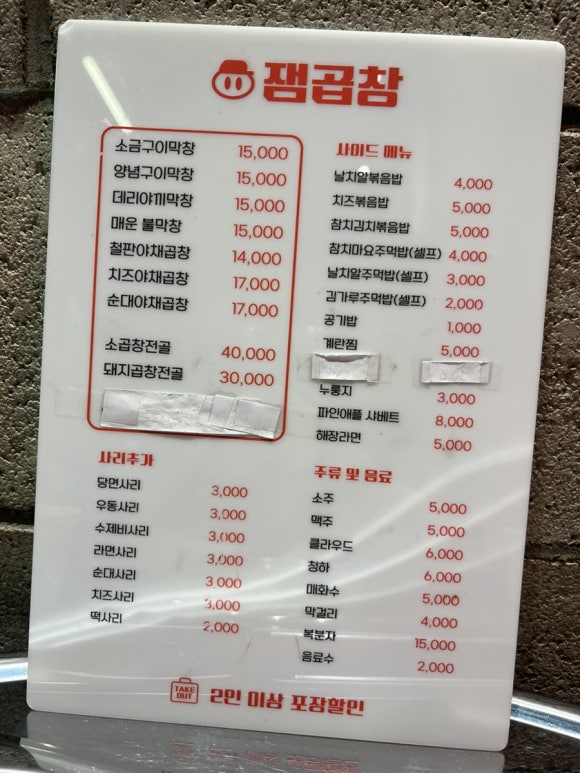 잼곱창
소금구이막창 15,000
양념구이막창 15,000
데리야끼막창 15,000
매운 불막창 15,000
철판야채곱창 14,000
치즈야채곱창 17,000
순대야채곱창 17,000
소곱창전골 40,000
돼지곱창전골 30,000
사리추가
당면사리 3,000
우동사리 3,000
수제비사리 3,000
라면사리 3,000
순대사리 3,000
치즈사리 3,000
떡사리 2,000
사이드 메뉴
날치알볶음밥 4,000
치즈볶음밥 5,000
참치김치볶음밥 5,000
참치마요주먹밥(셀프) 4,000
날치알주먹밥(셀프) 3,000
김가루주먹밥(셀프) 2,000
공기밥 1,000
계란찜 5,000
누룽지 3,000
파인애플 샤베트 8,000
해장라면 5,000
주류 및 음료
소주 5,000
맥주 5,000
클라우드 6,000
청하 6,000
매화수 5,000
막걸리 4,000
복분자 15,000
음료수 2,000
TAKE OUT
2인 이상 포장할인